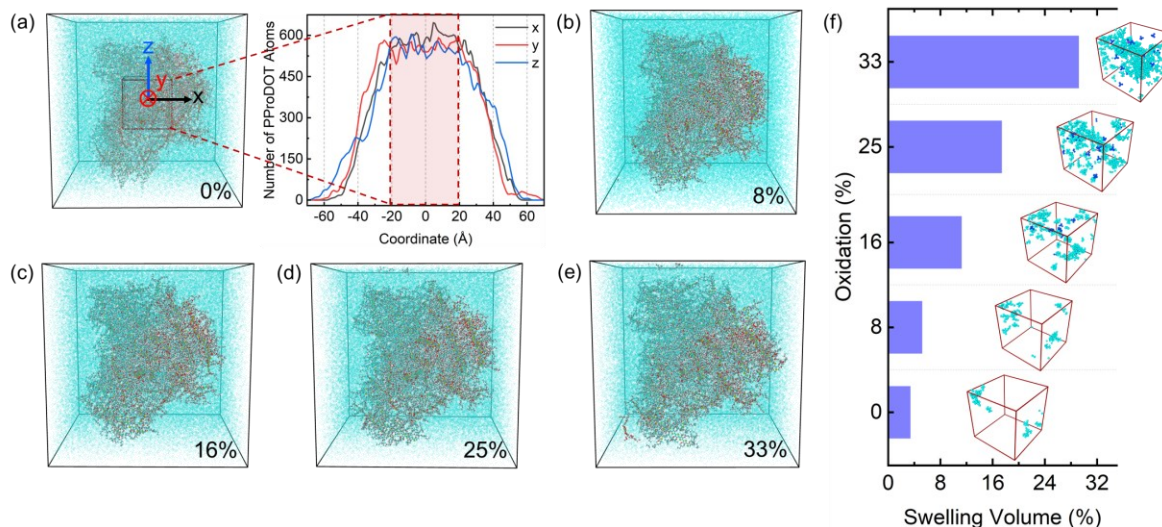 (a)
z
y
x
0%
Number of PProDOT Atoms
600
450
300
150
0
x
y
z
-60 -40 -20 0 20 40 60
Coordinate (Å)
(b)
8%
(c)
16%
(d)
25%
(e)
33%
(f)
Oxidation (%)
33
25
16
8
0
0 8 16 24 32
Swelling Volume (%)